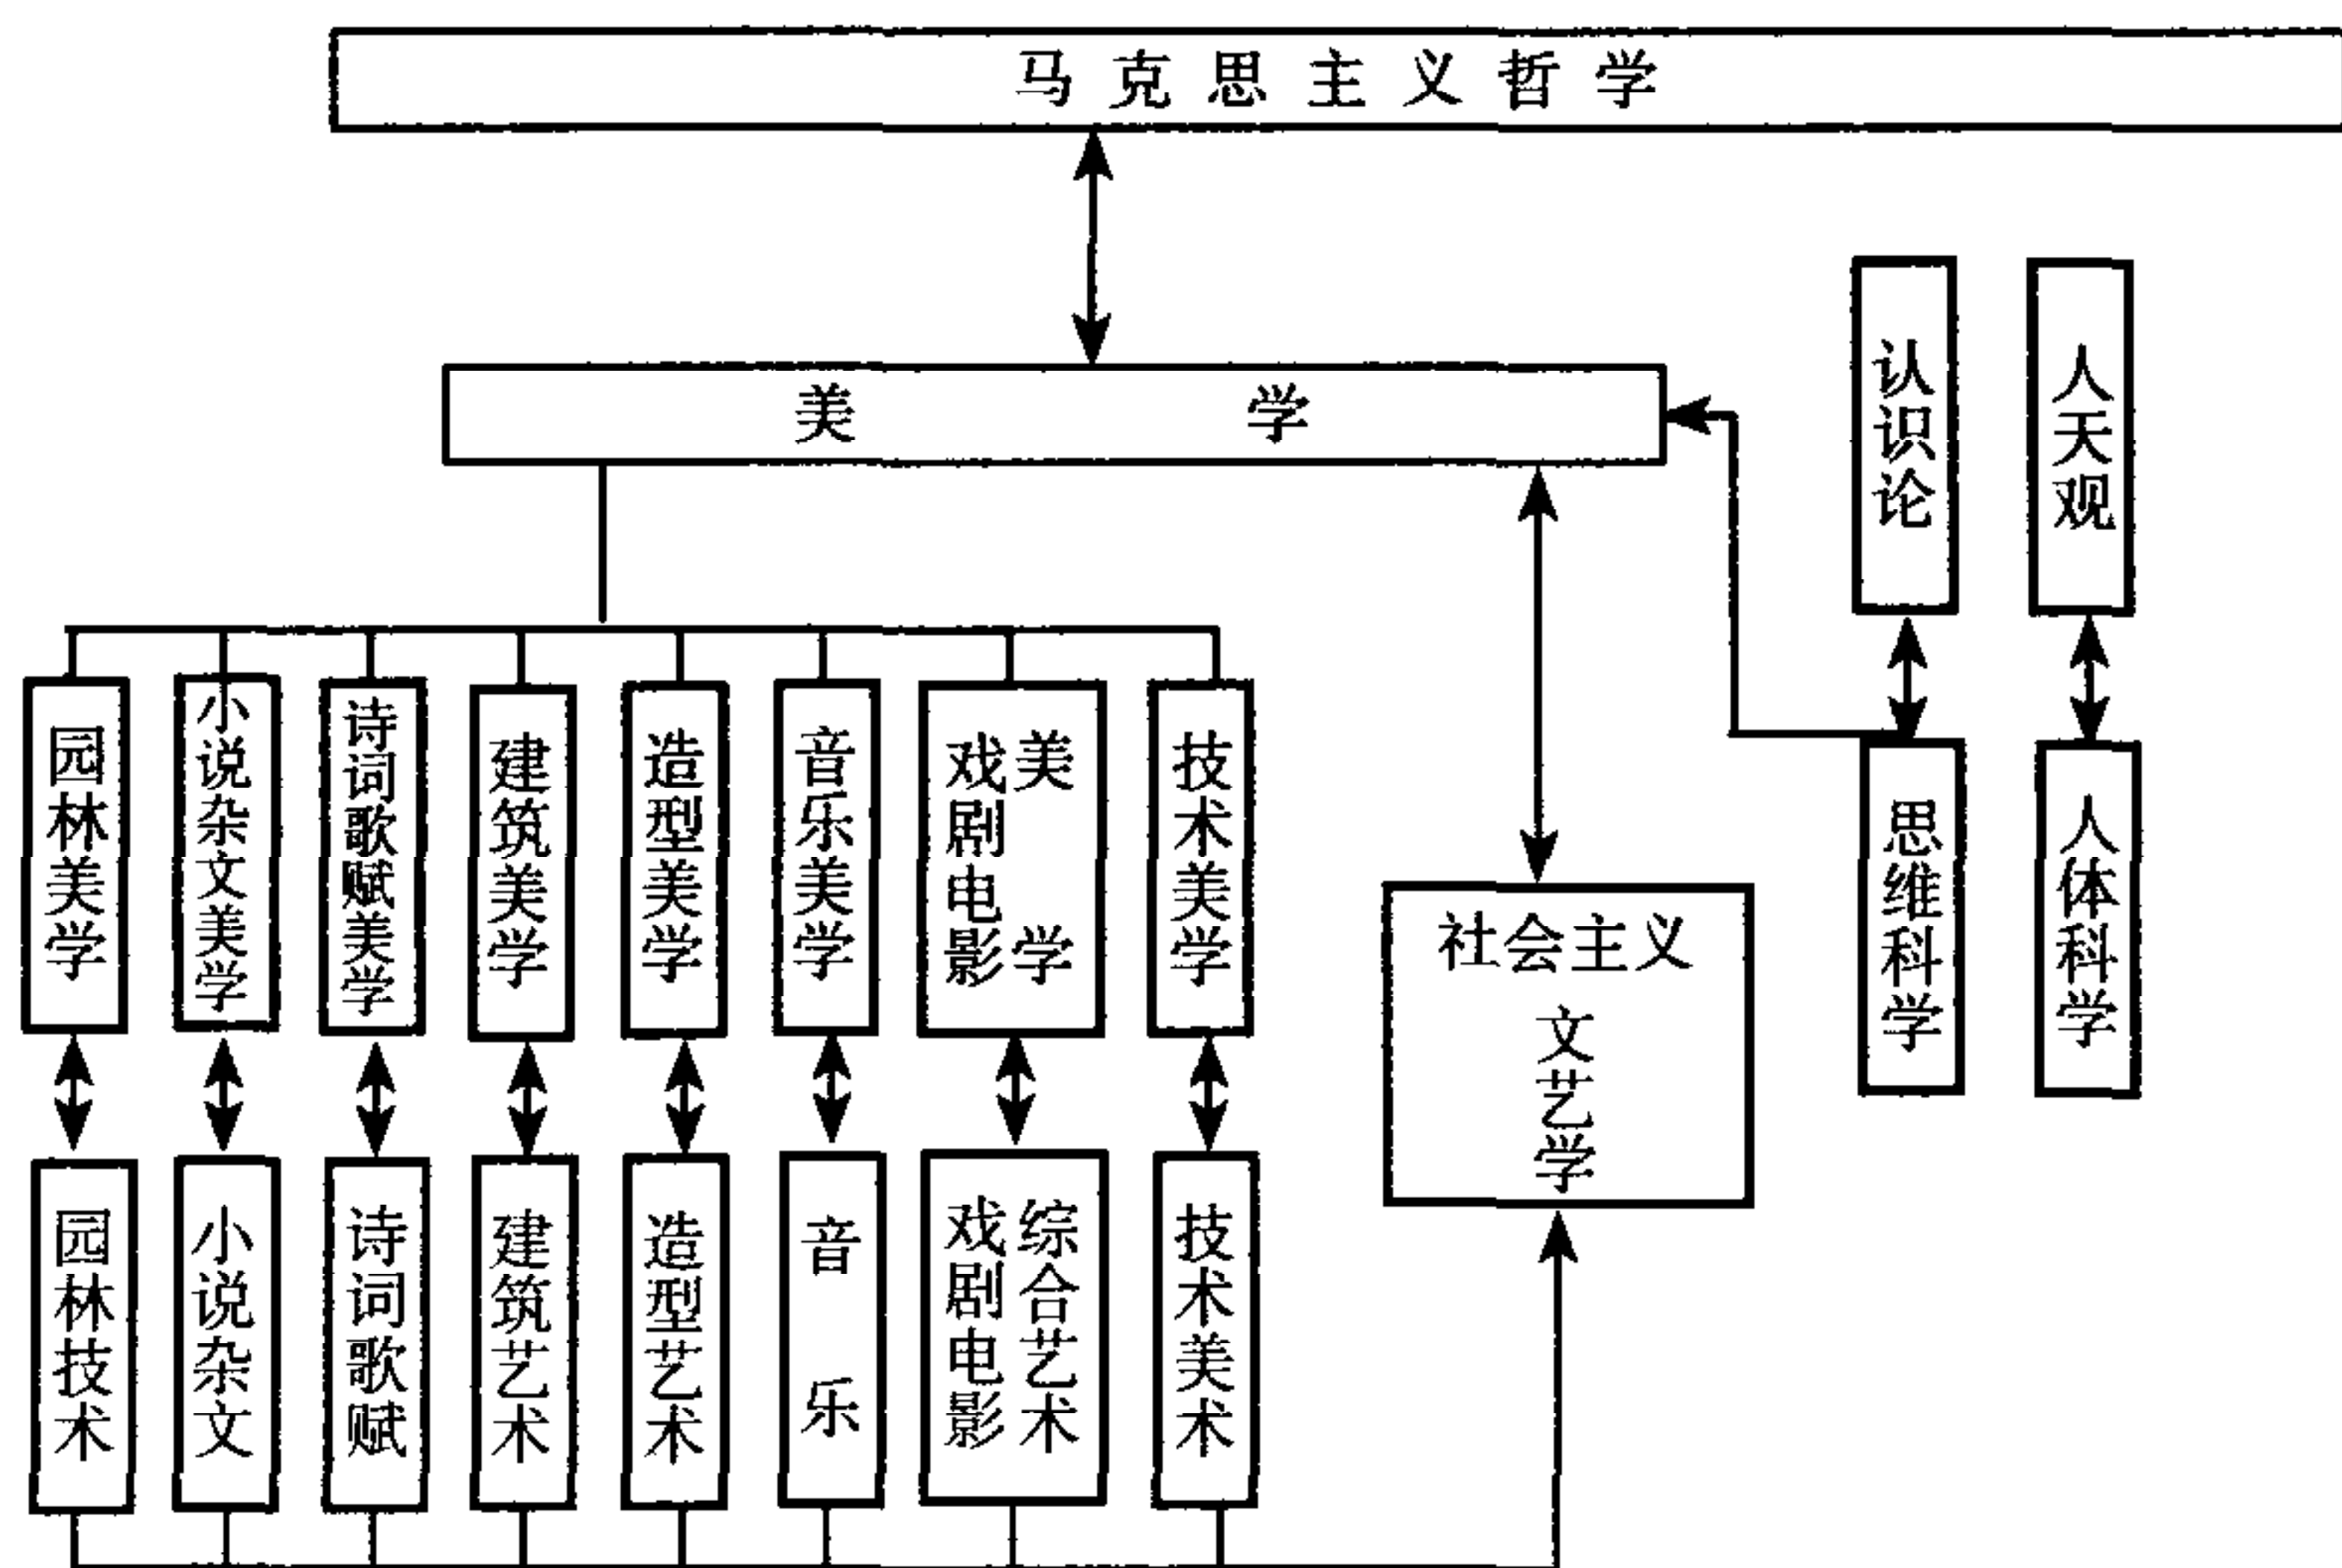 马克思主义哲学
美学
认识论
人天观
园林美学
小说杂文美学
诗词歌赋美学
建筑美学
造型美学
音乐美学
戏剧电影
美学
技术美学
社会主义
文艺学
思维科学
人体科学
园林技术
小说杂文
诗词歌赋
建筑艺术
造型艺术
音乐
戏剧电影
综合艺术
技术美术